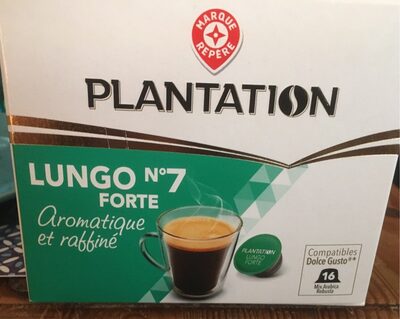 MARQUE
REPÈRE
PLANTATION
LUNGO N°7
FORTE
Aromatique
et raffiné
PLANTATION
LUNGO
FORTE
Compatibles
Dolce Gusto®*
16
Mix Arabica
Robusta